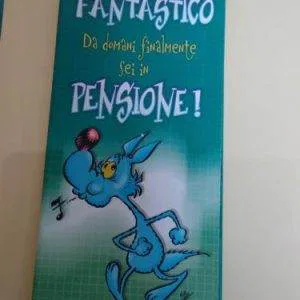 FANTASTICO
Da domani finalmente
sei in
PENSIONE!